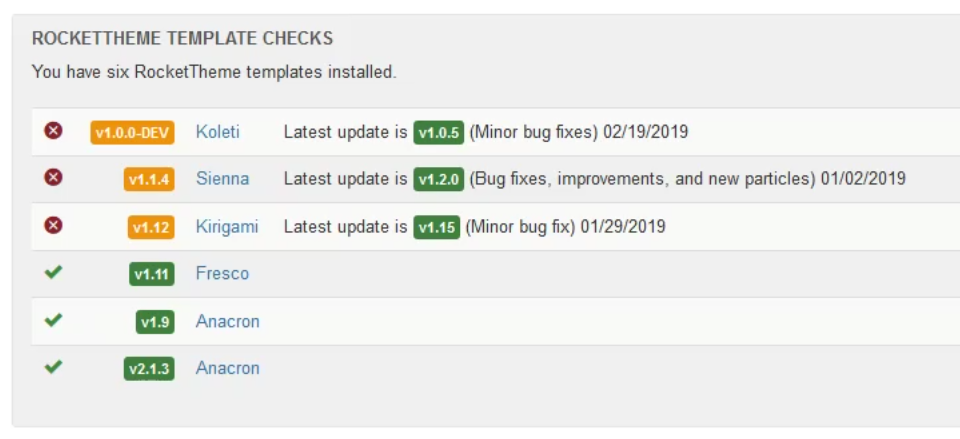 ROCKETTHEME TEMPLATE CHECKS
You have six RocketTheme templates installed.
v1.0.0-DEV Koleti Latest update is v1.0.5 (Minor bug fixes) 02/19/2019
v1.1.4 Sienna Latest update is v1.2.0 (Bug fixes, improvements, and new particles) 01/02/2019
v1.12 Kirigami Latest update is v1.15 (Minor bug fix) 01/29/2019
v1.11 Fresco
v1.9 Anacron
v2.1.3 Anacron